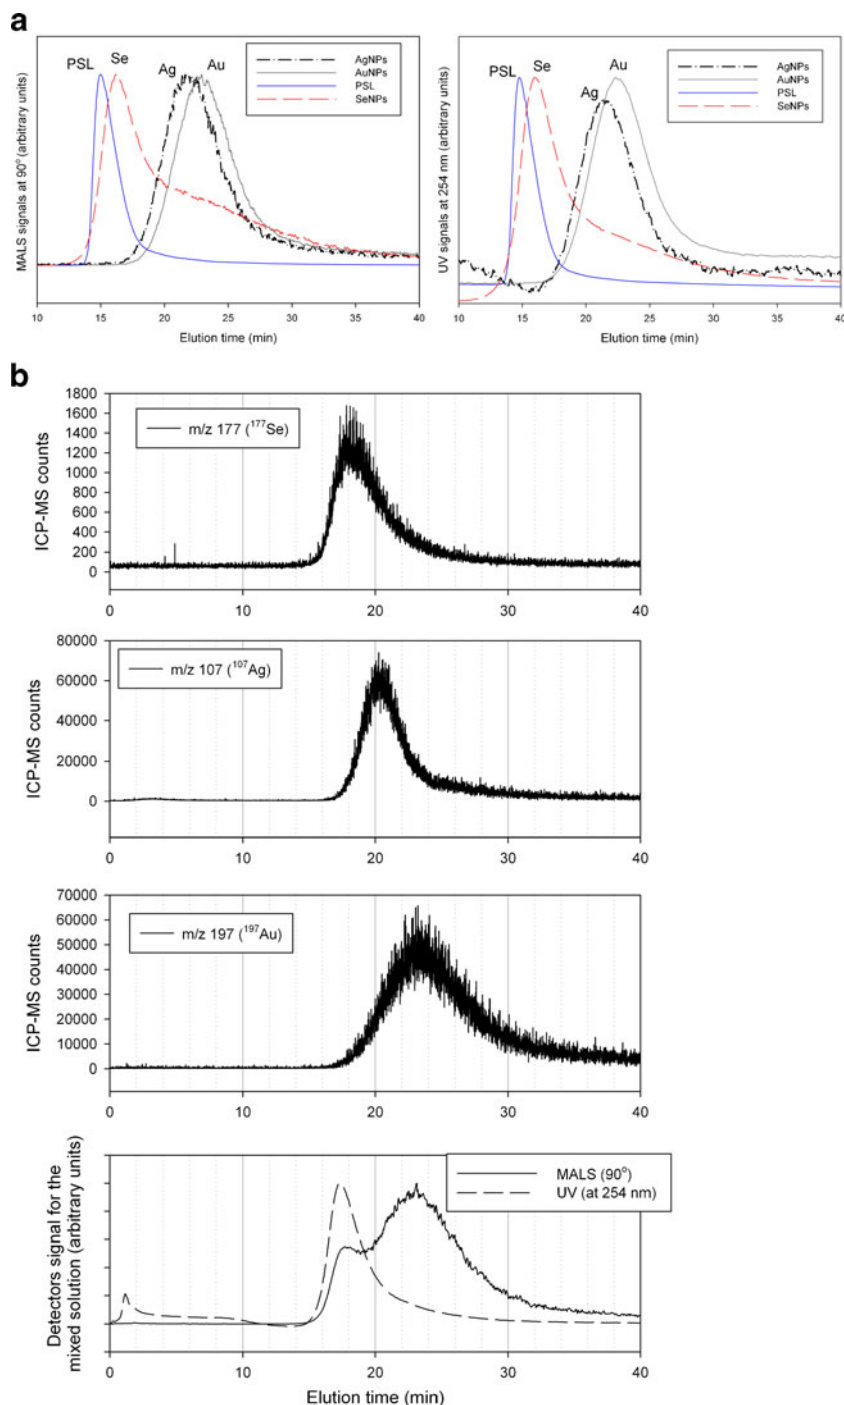 a
PSL
Se
Ag
Au
AgNPs
AuNPs
PSL
SeNPs
MALS signals at 90°(arbitrary units)
10 15 20 25 30 35 40
Elution time (min)
PSL
Se
Ag
Au
AgNPs
AuNPs
PSL
SeNPs
UV signals at 254 nm (arbitrary units)
10 15 20 25 30 35 40
Elution time (min)
b
1800
1600
1400
1200
1000
800
600
400
200
0
m/z 177 (¹⁷⁷Se)
ICP-MS counts
0 10 20 30 40
80000
60000
40000
20000
0
m/z 107 (¹⁰⁷Ag)
ICP-MS counts
0 10 20 30 40
70000
60000
50000
40000
30000
20000
10000
0
m/z 197 (¹⁹⁷Au)
ICP-MS counts
0 10 20 30 40
Detectors signal for the
mixed solution (arbitrary units)
MALS (90°)
UV (at 254 nm)
0 10 20 30 40
Elution time (min)